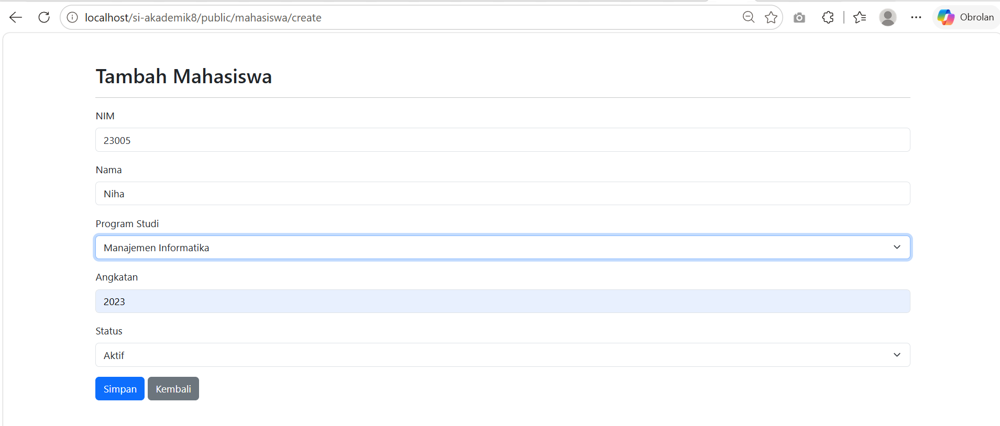 localhost/si-akademik8/public/mahasiswa/create
Obrolan
Tambah Mahasiswa
NIM
23005
Nama
Niha
Program Studi
Manajemen Informatika
Angkatan
2023
Status
Aktif
Simpan Kembali